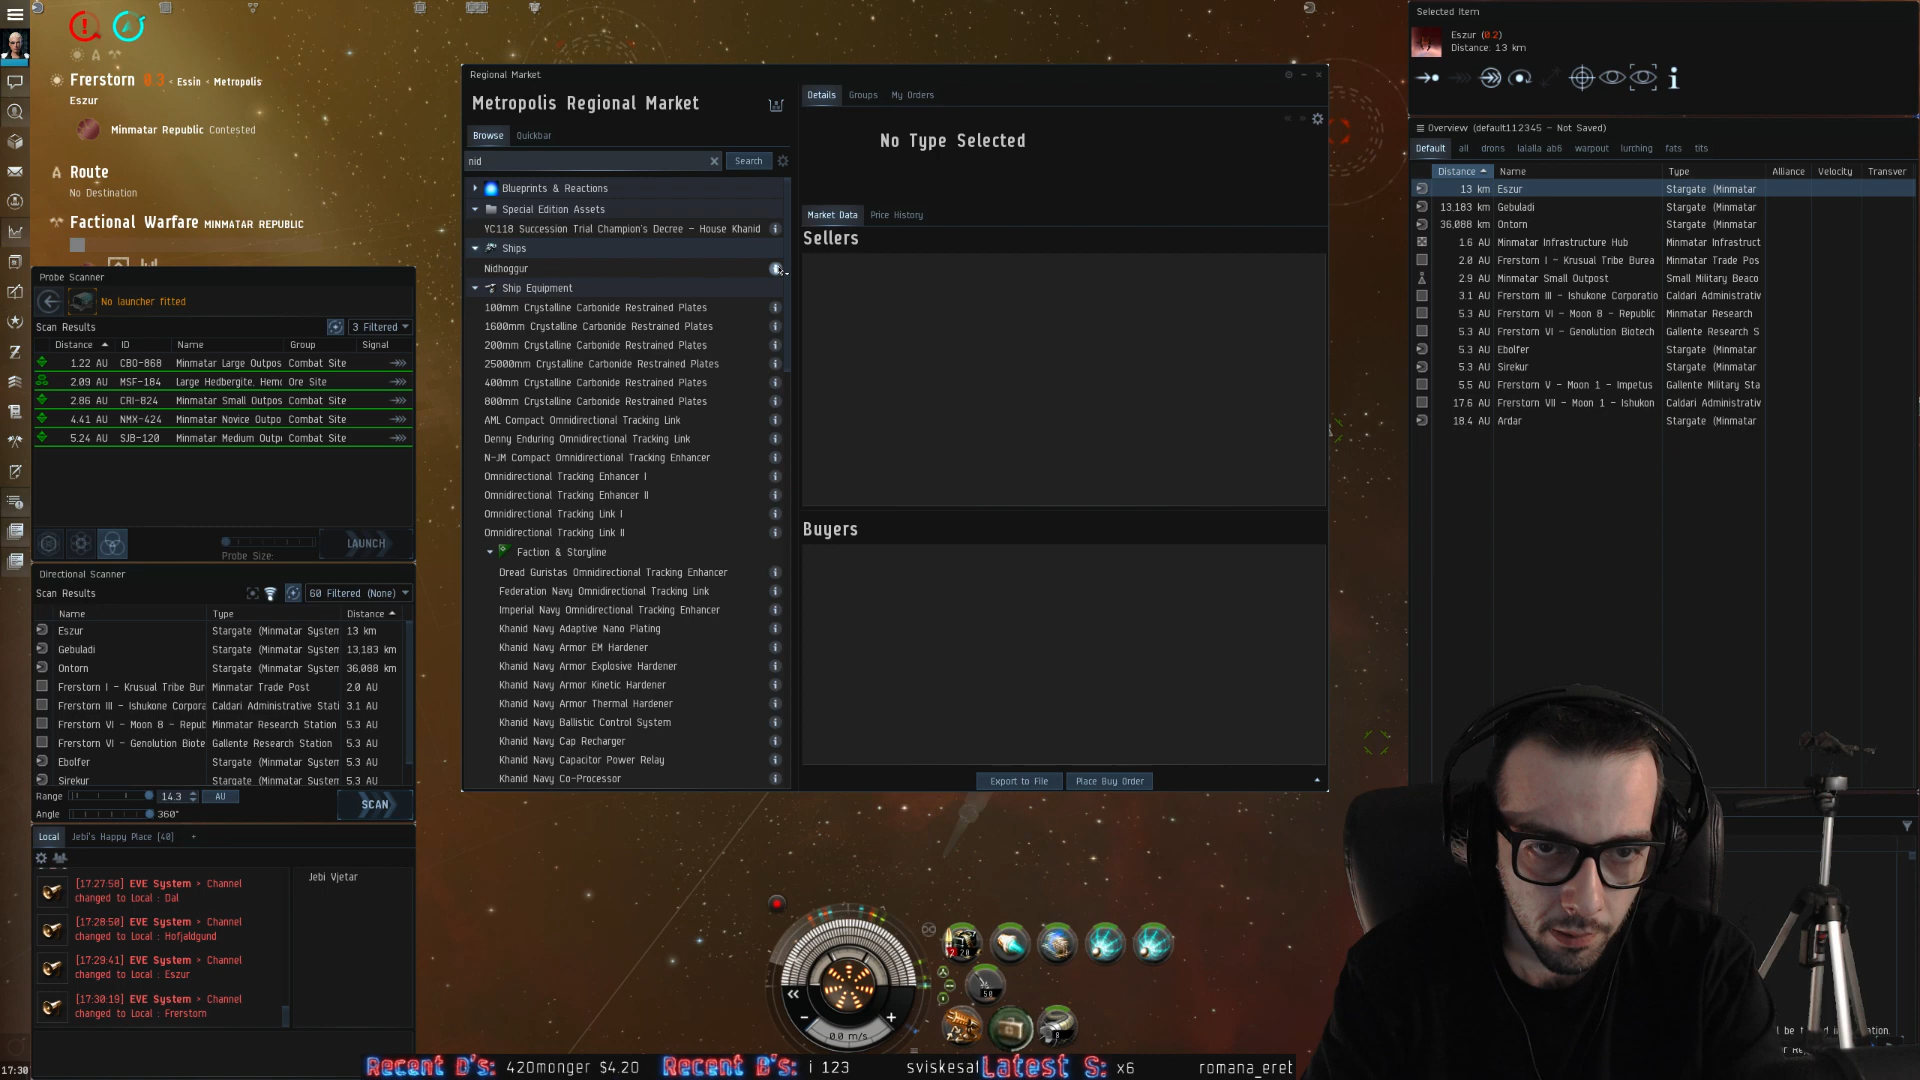 Frerstorn 0.3 < Essin < Metropolis
Eszur
Minmatar Republic Contested
Route
No Destination
Factional Warfare MINMATAR REPUBLIC
Probe Scanner
No launcher fitted
Scan Results
3 Filtered
Distance ID Name Group Signal
1.22 AU CBO-868 Minmatar Large Outpos Combat Site
2.09 AU MSF-184 Large Hedbergite, Hemo Ore Site
2.86 AU CRI-824 Minmatar Small Outpos Combat Site
4.41 AU NMX-424 Minmatar Novice Outpo Combat Site
5.24 AU SJB-120 Minmatar Medium Outp Combat Site
Probe Size:
LAUNCH
Directional Scanner
Scan Results
60 Filtered (None)
Name Type Distance
Eszur Stargate (Minmatar System 13 km
Gebuladi Stargate (Minmatar System 13,183 km
Ontorn Stargate (Minmatar System 36,088 km
Frerstorn I - Krusual Tribe Bur Minmatar Trade Post 2.0 AU
Frerstorn III - Ishukone Corpora Caldari Administrative Stati 3.1 AU
Frerstorn VI - Moon 8 - Repub Minmatar Research Station 5.3 AU
Frerstorn VI - Genolution Biote Gallente Research Station 5.3 AU
Ebolfer Stargate (Minmatar System 5.3 AU
Sirekur Stargate (Minmatar System 5.3 AU
Range 14.3 AU
Angle 360°
SCAN
Local Jebi's Happy Place [40] +
[17:27:58] EVE System > Channel
changed to Local : Dal
[17:28:50] EVE System > Channel
changed to Local : Hofjaldgund
[17:29:41] EVE System > Channel
changed to Local : Eszur
[17:30:19] EVE System > Channel
changed to Local : Frerstorn
Jebi Vjetar
17:30
Regional Market
Metropolis Regional Market
Browse Quickbar
nid
Search
Blueprints & Reactions
Special Edition Assets
YC118 Succession Trial Champion's Decree - House Khanid
Ships
Nidhoggur
Ship Equipment
100mm Crystalline Carbonide Restrained Plates
1600mm Crystalline Carbonide Restrained Plates
200mm Crystalline Carbonide Restrained Plates
25000mm Crystalline Carbonide Restrained Plates
400mm Crystalline Carbonide Restrained Plates
800mm Crystalline Carbonide Restrained Plates
AML Compact Omnidirectional Tracking Link
Denny Enduring Omnidirectional Tracking Link
N-JM Compact Omnidirectional Tracking Enhancer
Omnidirectional Tracking Enhancer I
Omnidirectional Tracking Enhancer II
Omnidirectional Tracking Link I
Omnidirectional Tracking Link II
Faction & Storyline
Dread Guristas Omnidirectional Tracking Enhancer
Federation Navy Omnidirectional Tracking Link
Imperial Navy Omnidirectional Tracking Enhancer
Khanid Navy Adaptive Nano Plating
Khanid Navy Armor EM Hardener
Khanid Navy Armor Explosive Hardener
Khanid Navy Armor Kinetic Hardener
Khanid Navy Armor Thermal Hardener
Khanid Navy Ballistic Control System
Khanid Navy Cap Recharger
Khanid Navy Capacitor Power Relay
Khanid Navy Co-Processor
Details Groups My Orders
No Type Selected
Market Data Price History
Sellers
Buyers
Export to File Place Buy Order
0.0 m/s
Recent D's: 420monger $4.20 Recent B's: i 123 sviskesa Latest S: x6 romana_eret
Selected Item
Eszur (0.2)
Distance: 13 km
Overview (default112345 - Not Saved)
Default all drons lalalla ab6 warpout lurching fats tits
Distance Name Type Alliance Velocity Transver
13 km Eszur Stargate (Minmatar
13,183 km Gebuladi Stargate (Minmatar
36,088 km Ontorn Stargate (Minmatar
1.6 AU Minmatar Infrastructure Hub Minmatar Infrastruct
2.0 AU Frerstorn I - Krusual Tribe Burea Minmatar Trade Pos
2.9 AU Minmatar Small Outpost Small Military Beaco
3.1 AU Frerstorn III - Ishukone Corporatio Caldari Administrativ
5.3 AU Frerstorn VI - Moon 8 - Republic Minmatar Research
5.3 AU Frerstorn VI - Genolution Biotech Gallente Research S
5.3 AU Ebolfer Stargate (Minmatar
5.3 AU Sirekur Stargate (Minmatar
5.5 AU Frerstorn V - Moon 1 - Impetus Gallente Military Sta
17.6 AU Frerstorn VII - Moon 1 - Ishukon Caldari Administrativ
18.4 AU Ardar Stargate (Minmatar